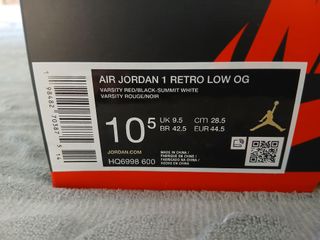 AIR JORDAN 1 RETRO LOW OG
VARSITY RED/BLACK-SUMMIT WHITE
VARSITY ROUGE/NOIR
10 5
UK 9.5 cm 28.5
BR 42.5 EUR 44.5
JORDAN.COM
HQ6998 600
MADE IN CHINA
FABRIQUÉ EN CHINE
HECHO EN CHINA